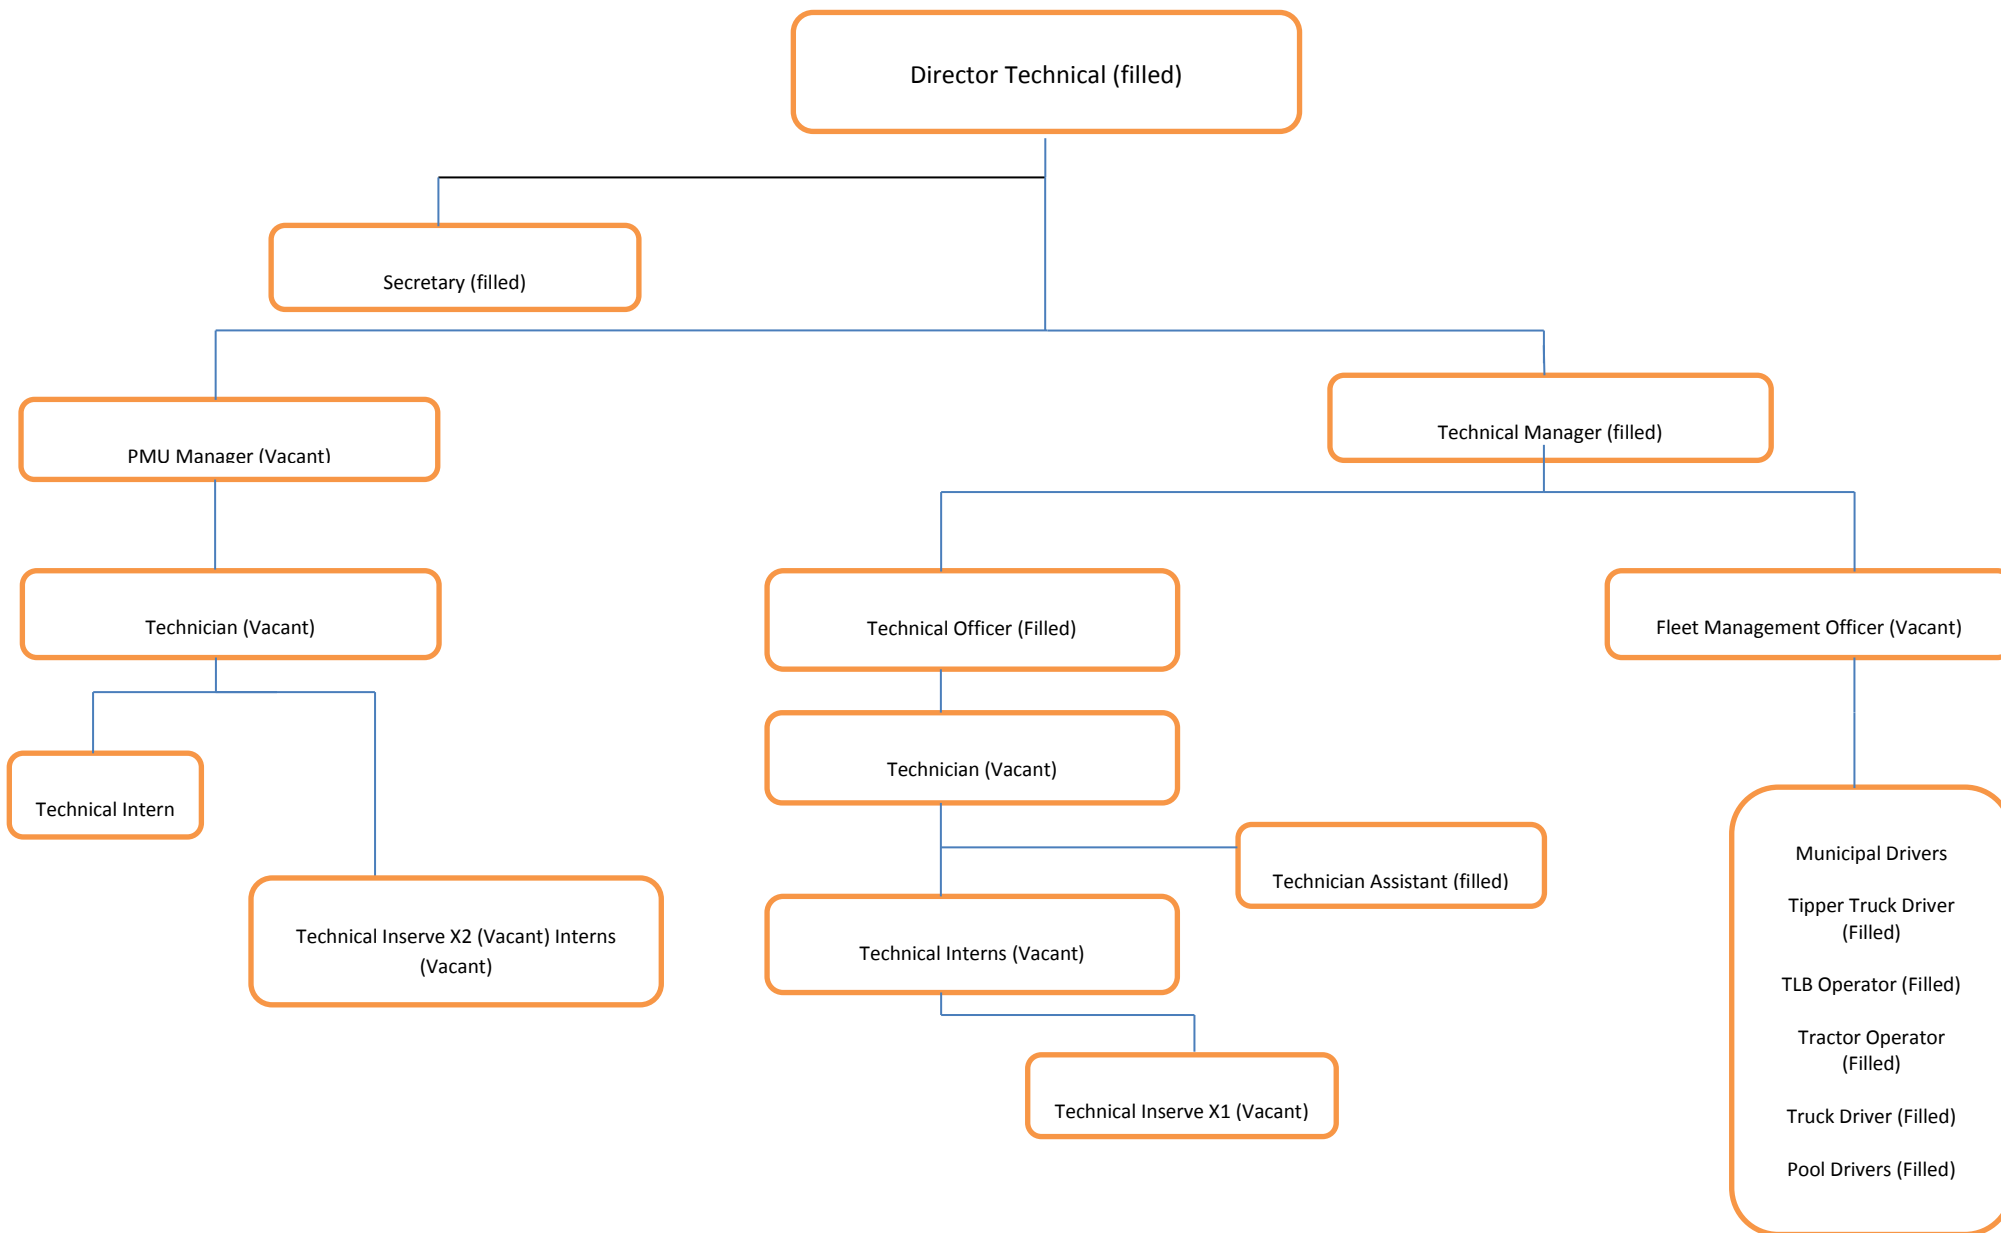 Director Technical (filled)
Secretary (filled)
PMU Manager (Vacant)
Technical Manager (filled)
Technician (Vacant)
Technical Officer (Filled)
Fleet Management Officer (Vacant)
Technician (Vacant)
Technical Intern
Technician Assistant (filled)
Technical Inserve X2 (Vacant) Interns
(Vacant)
Technical Interns (Vacant)
Technical Inserve X1 (Vacant)
Municipal Drivers
Tipper Truck Driver
(Filled)
TLB Operator (Filled)
Tractor Operator
(Filled)
Truck Driver (Filled)
Pool Drivers (Filled)